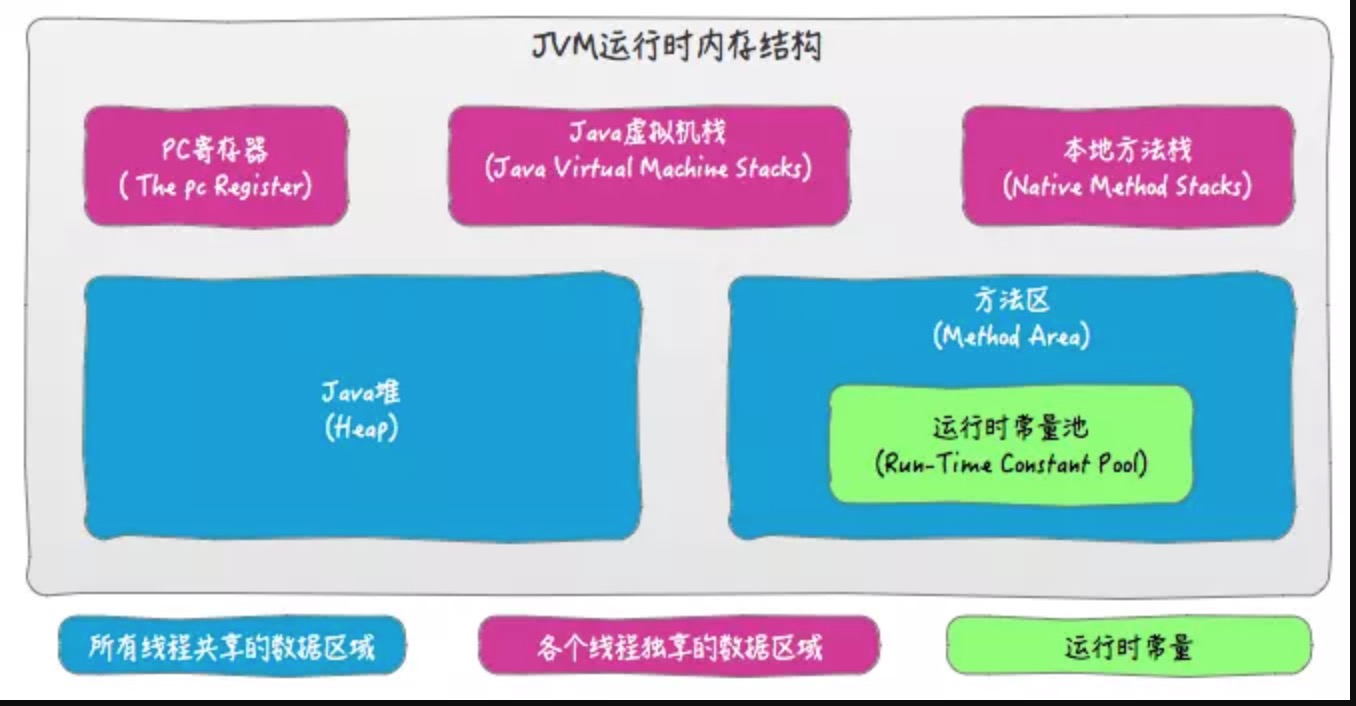 JVM运行时内存结构
PC寄存器
( The pc Register)
Java虚拟机栈
(Java Virtual Machine Stacks)
本地方法栈
(Native Method Stacks)
Java堆
(Heap)
方法区
(Method Area)
运行时常量池
(Run-Time Constant Pool)
所有线程共享的数据区域
各个线程独享的数据区域
运行时常量